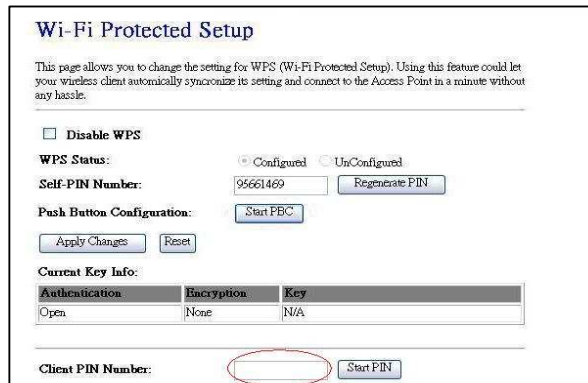 Wi-Fi Protected Setup
This page allows you to change the setting for WPS (Wi-Fi Protected Setup). Using this feature could let
your wireless client automically syncronize its setting and connect to the Access Point in a minute without
any hassle.
Disable WPS
WPS Status: Configured UnConfigured
Self-PIN Number: 95661469 Regenerate PIN
Push Button Configuration: Start PBC
Apply Changes Reset
Current Key Info:
Authentication Encryption Key
Open None N/A
Client PIN Number: Start PIN